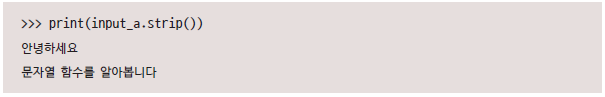 >>> print(input_a.strip())
안녕하세요
문자열 함수를 알아봅니다